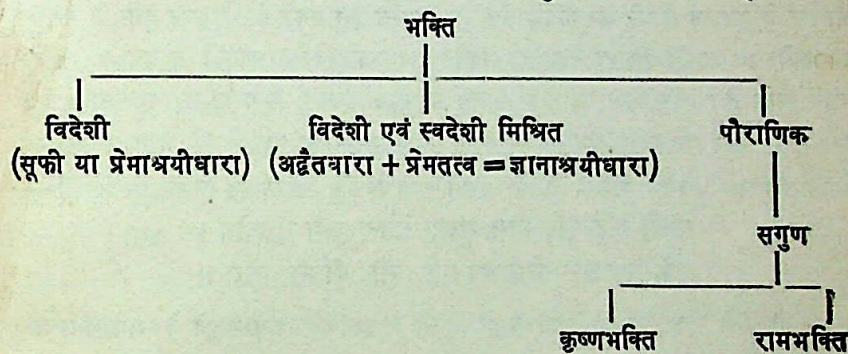 भक्ति
विदेशी विदेशी एवं स्वदेशी मिश्रित पौराणिक
(सूफी या प्रेमाश्रयीधारा) (अद्वैतधारा + प्रेमतत्व = ज्ञानाश्रयीधारा)
सगुण
कृष्णभक्ति रामभक्ति